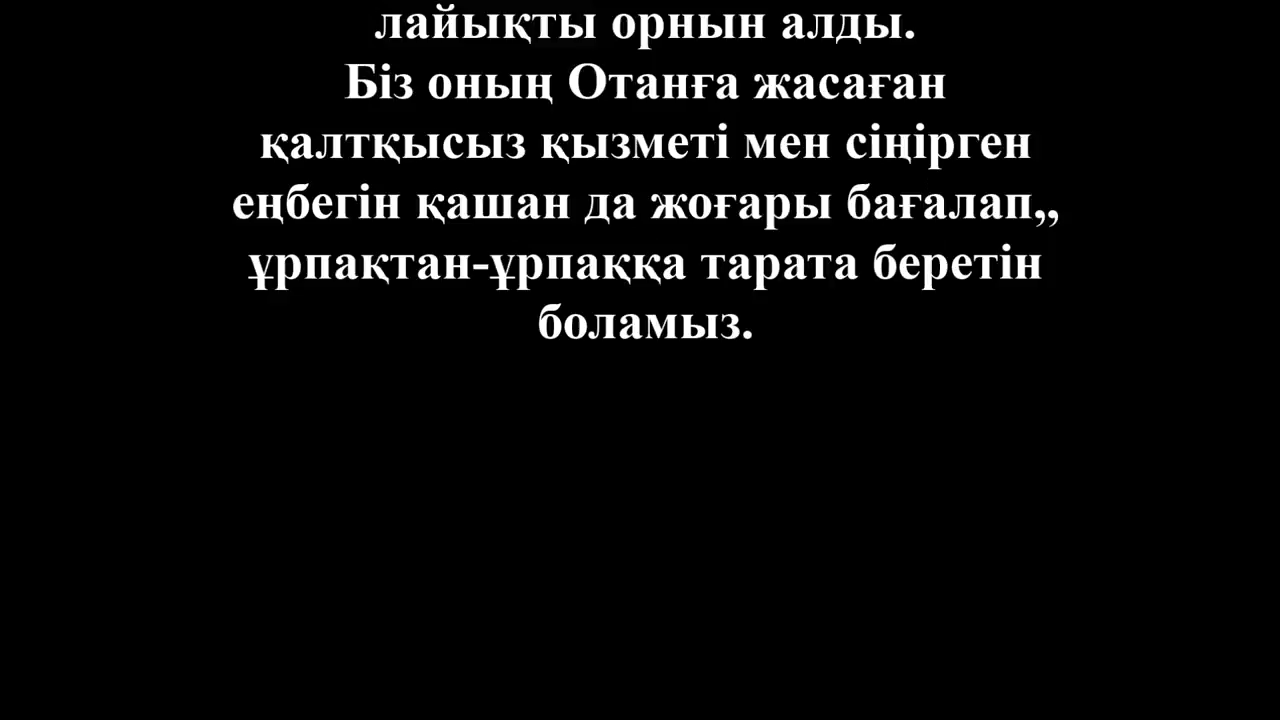 лайықты орнын алды.
Біз оның Отанға жасаған
қалтқысыз қызметі мен сіңірген
еңбегін қашан да жоғары бағалап,,
ұрпақтан-ұрпаққа тарата беретін
боламыз.